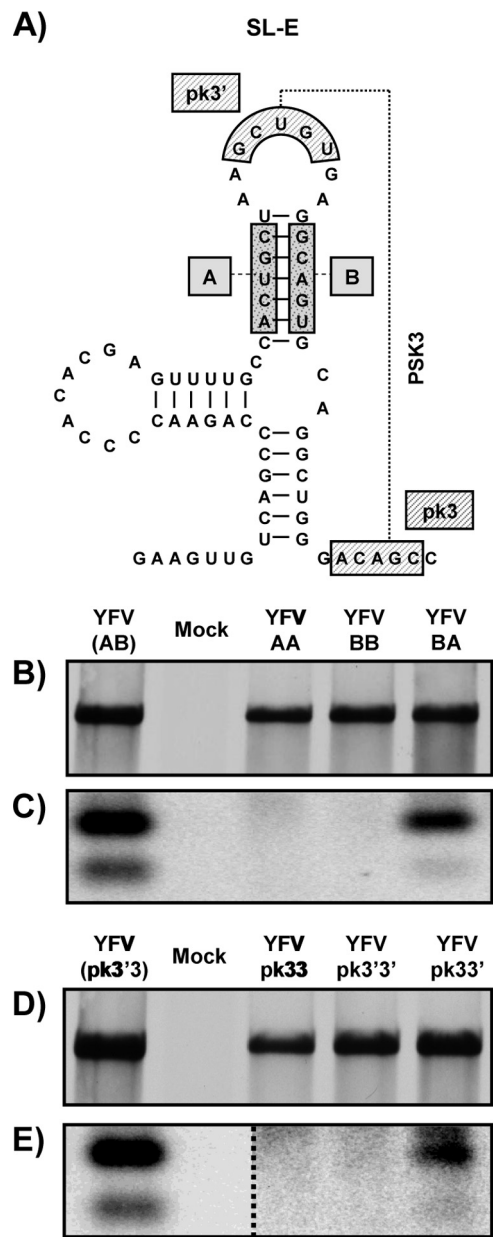 A) SL-E
pk3'
A A G C U G U G A
U G
C G
G C
A U A B
C G
A U
C G
C C
A
PSK3
A G C A C A C C C
G U U U U G
C A A G A C
C G
C G
G C
A U
C G
U G
pk3
G A A G U U G
G A C A G C C
YFV (AB) Mock YFV AA YFV BB YFV BA
B)
C)
YFV (pk3'3) Mock YFV pk33 YFV pk3'3' YFV pk33'
D)
E)